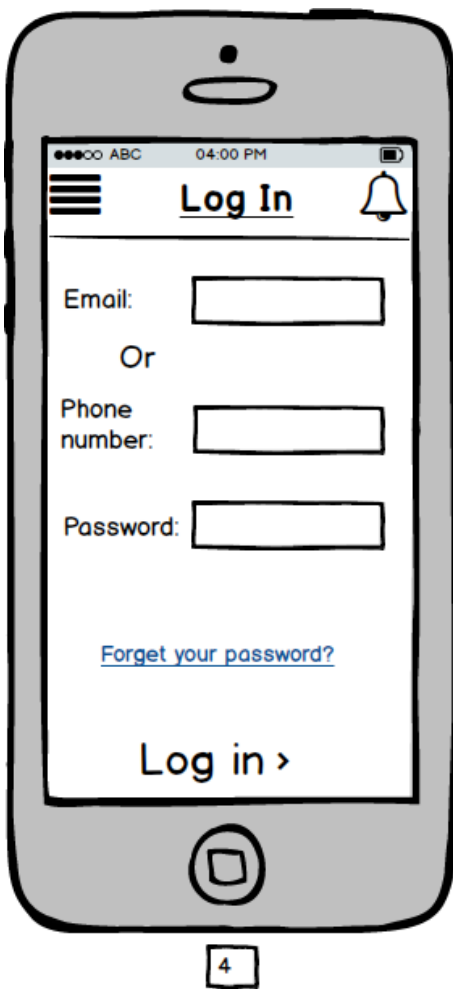 ABC 04:00 PM
Log In
Email:
Or
Phone
number:
Password:
Forget your password?
Log in >
4